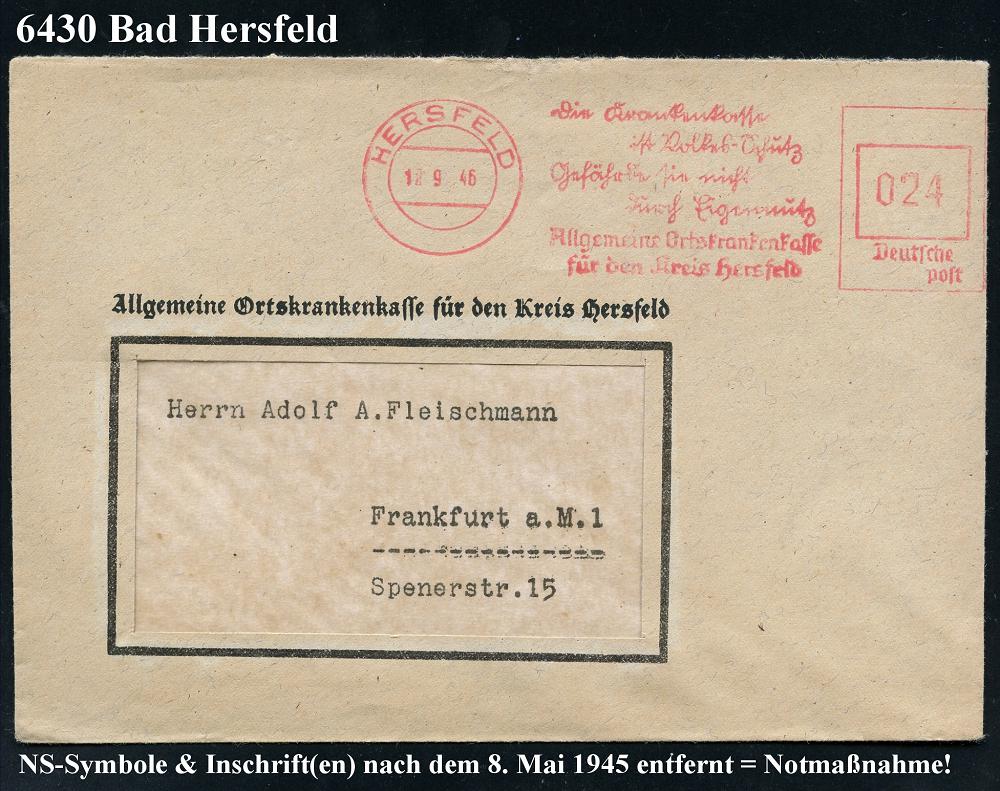 6430 Bad Hersfeld
HERSFELD
12 9 46
Die Krankenkasse
ist Volkes-Schutz
Gefährde sie nicht
durch Eigennutz
Allgemeine Ortskrankenkasse
für den Kreis Hersfeld
024
Deutsche
Post
Allgemeine Ortskrankenkasse für den Kreis Hersfeld
Herrn Adolf A.Fleischmann
Frankfurt a.M.1
Spenerstr.15
NS-Symbole & Inschrift(en) nach dem 8. Mai 1945 entfernt = Notmaßnahme!